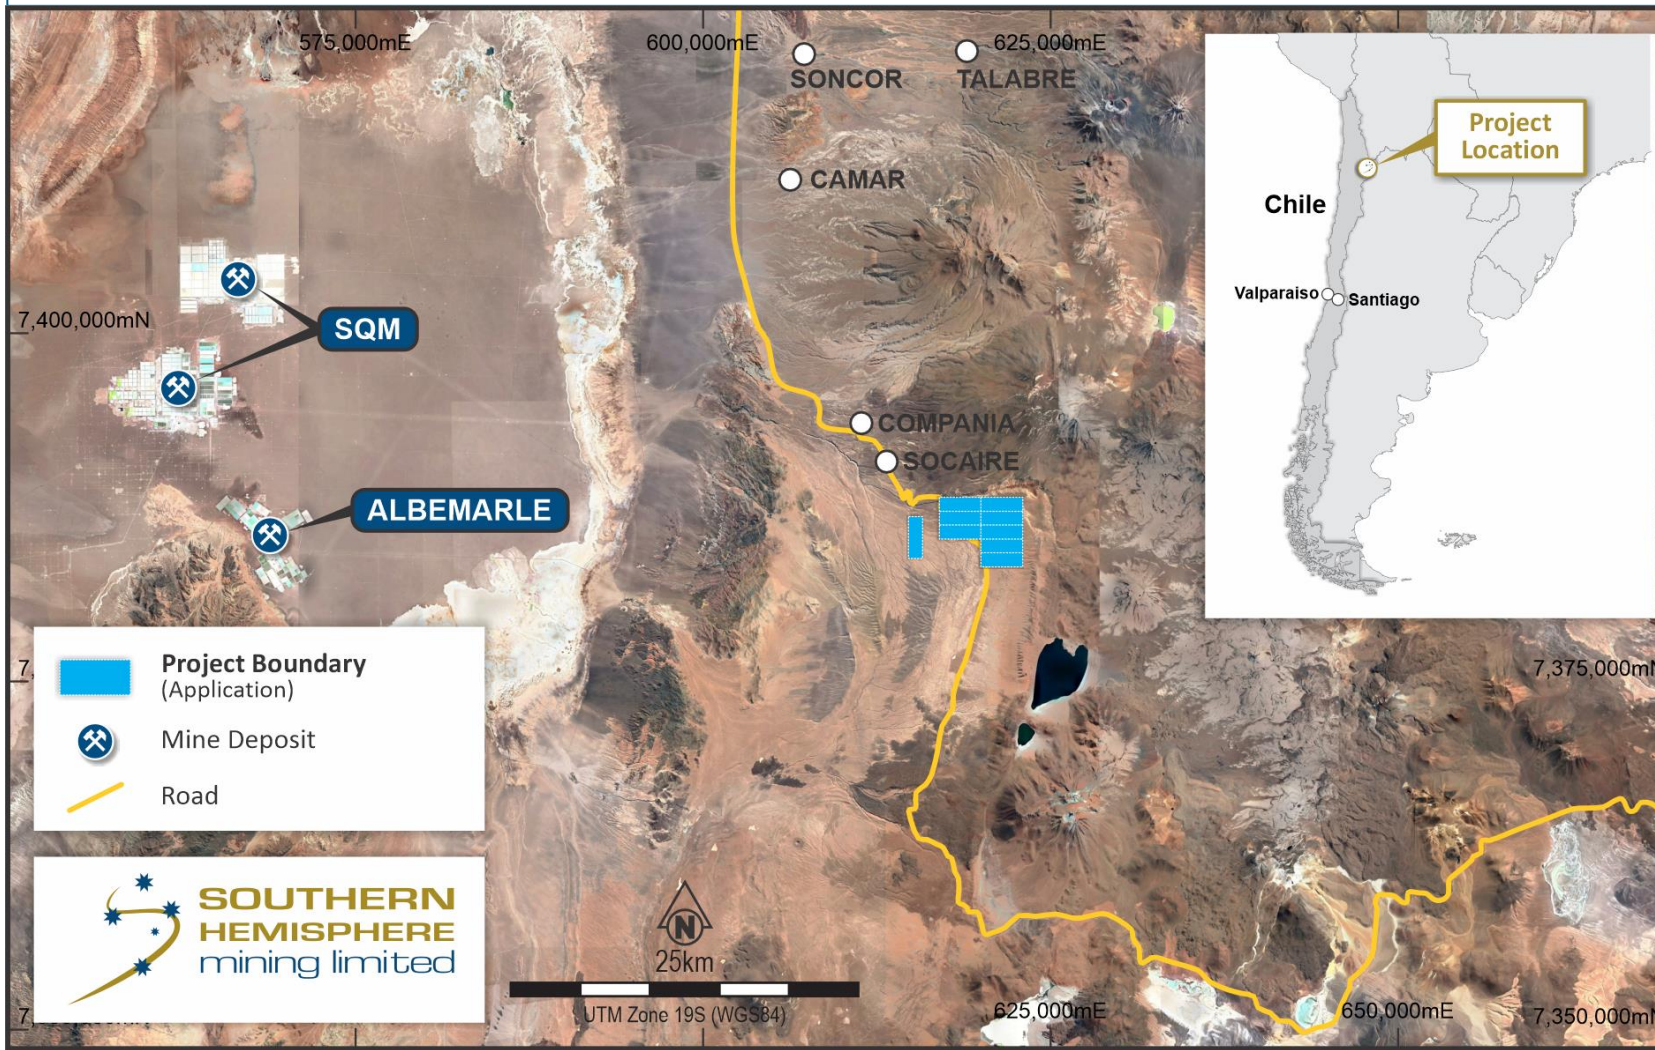 575,000mE
600,000mE
625,000mE
SONCOR
TALABRE
CAMAR
7,400,000mN
SQM
COMPANIA
SOCAIRE
ALBEMARLE
Project
Location
Chile
Valparaiso
Santiago
Project Boundary
(Application)
Mine Deposit
Road
7,375,000mN
SOUTHERN
HEMISPHERE
mining limited
N
25km
UTM Zone 19S (WGS84)
625,000mE
650,000mE
7,350,000mN